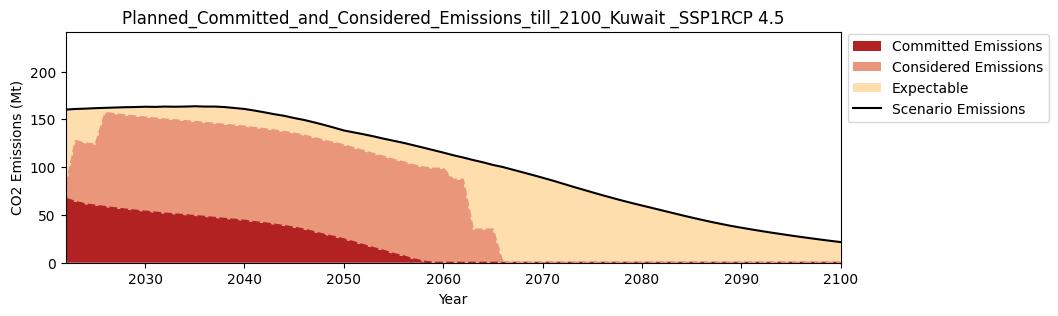 Planned_Committed_and_Considered_Emissions_till_2100_Kuwait _SSP1RCP 4.5
CO2 Emissions (Mt)
200
150
100
50
0
2030 2040 2050 2060 2070 2080 2090 2100
Year
Committed Emissions
Considered Emissions
Expectable
Scenario Emissions